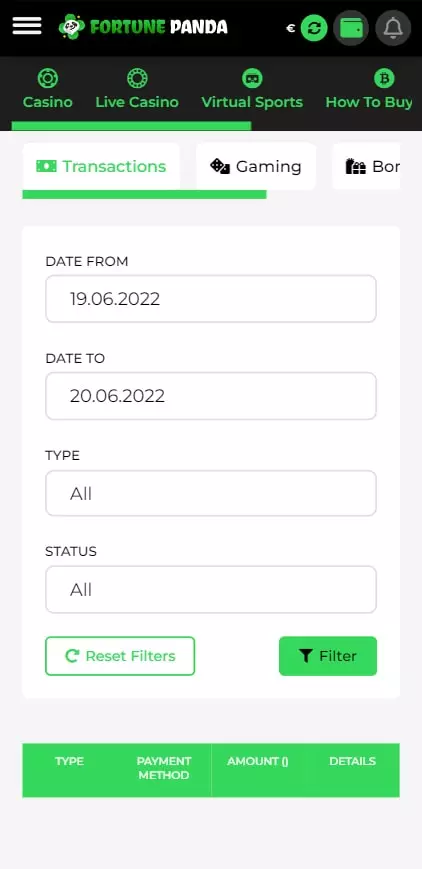 FORTUNE PANDA
€
Casino
Live Casino
Virtual Sports
How To Buy
Transactions
Gaming
Bor
DATE FROM
19.06.2022
DATE TO
20.06.2022
TYPE
All
STATUS
All
Reset Filters
Filter
TYPE
PAYMENT
METHOD
AMOUNT ()
DETAILS